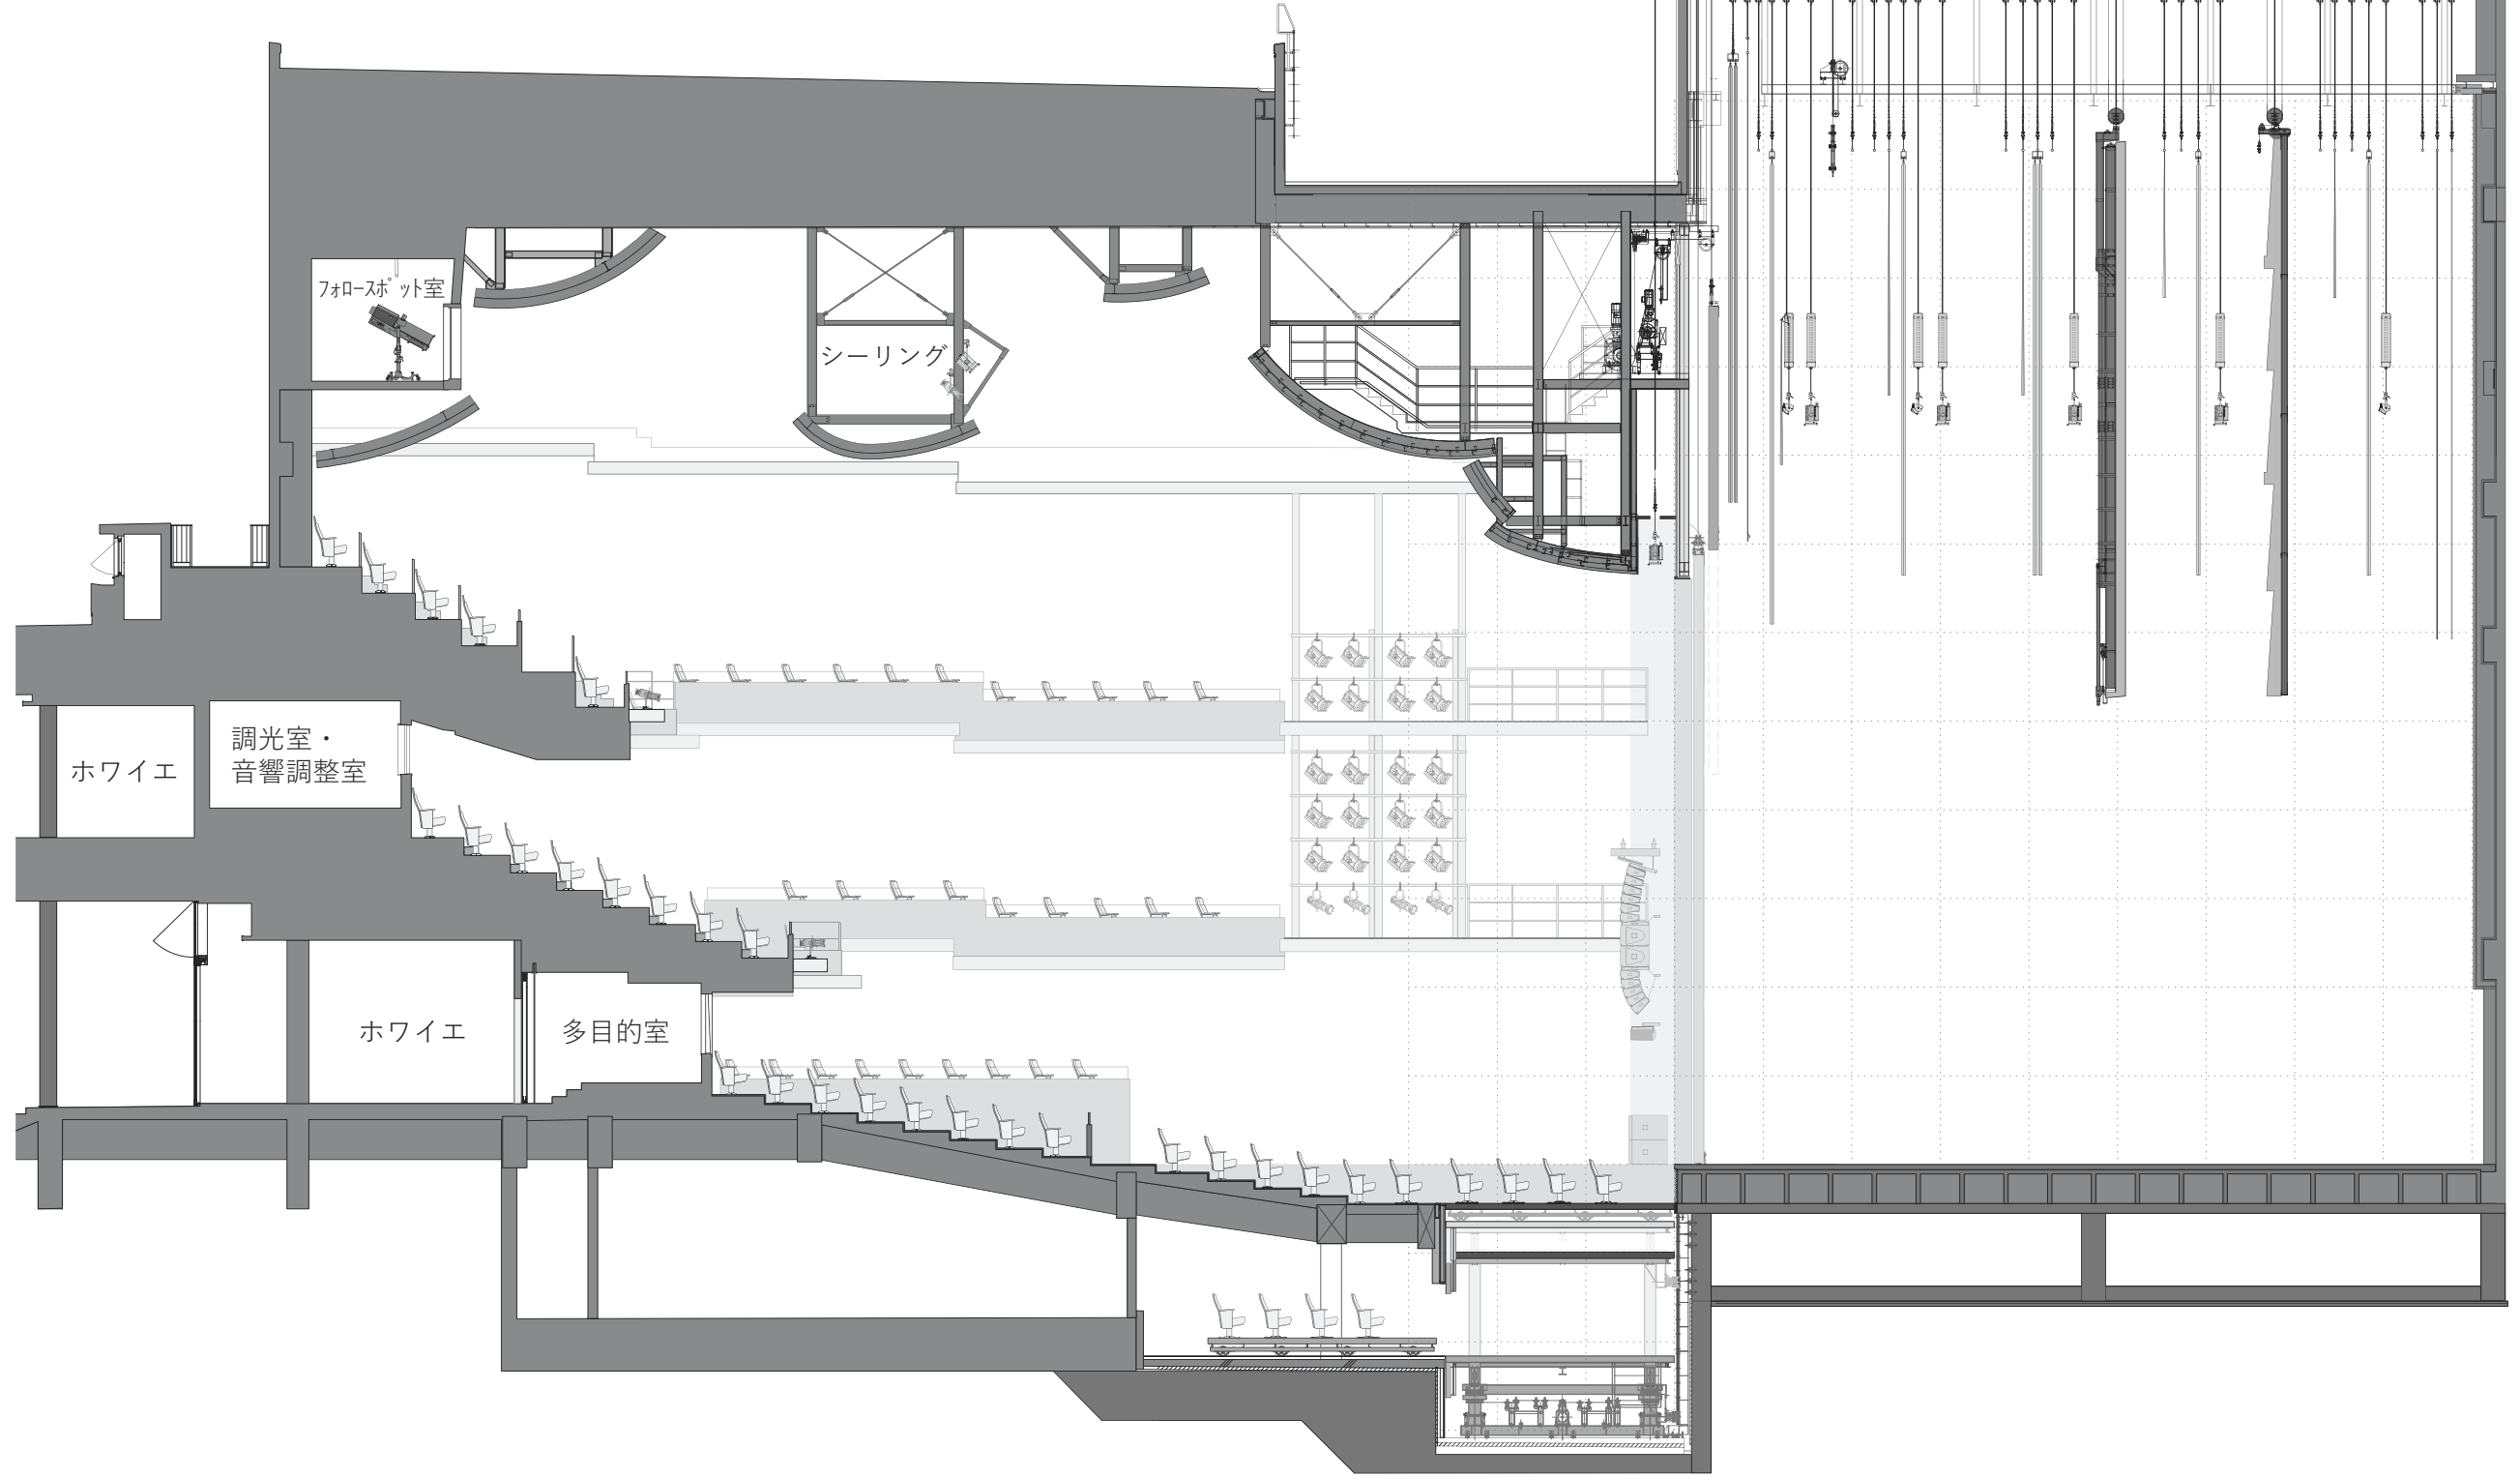 フォロースポット室
シーリング
調光室・
音響調整室
ホワイエ
ホワイエ
多目的室